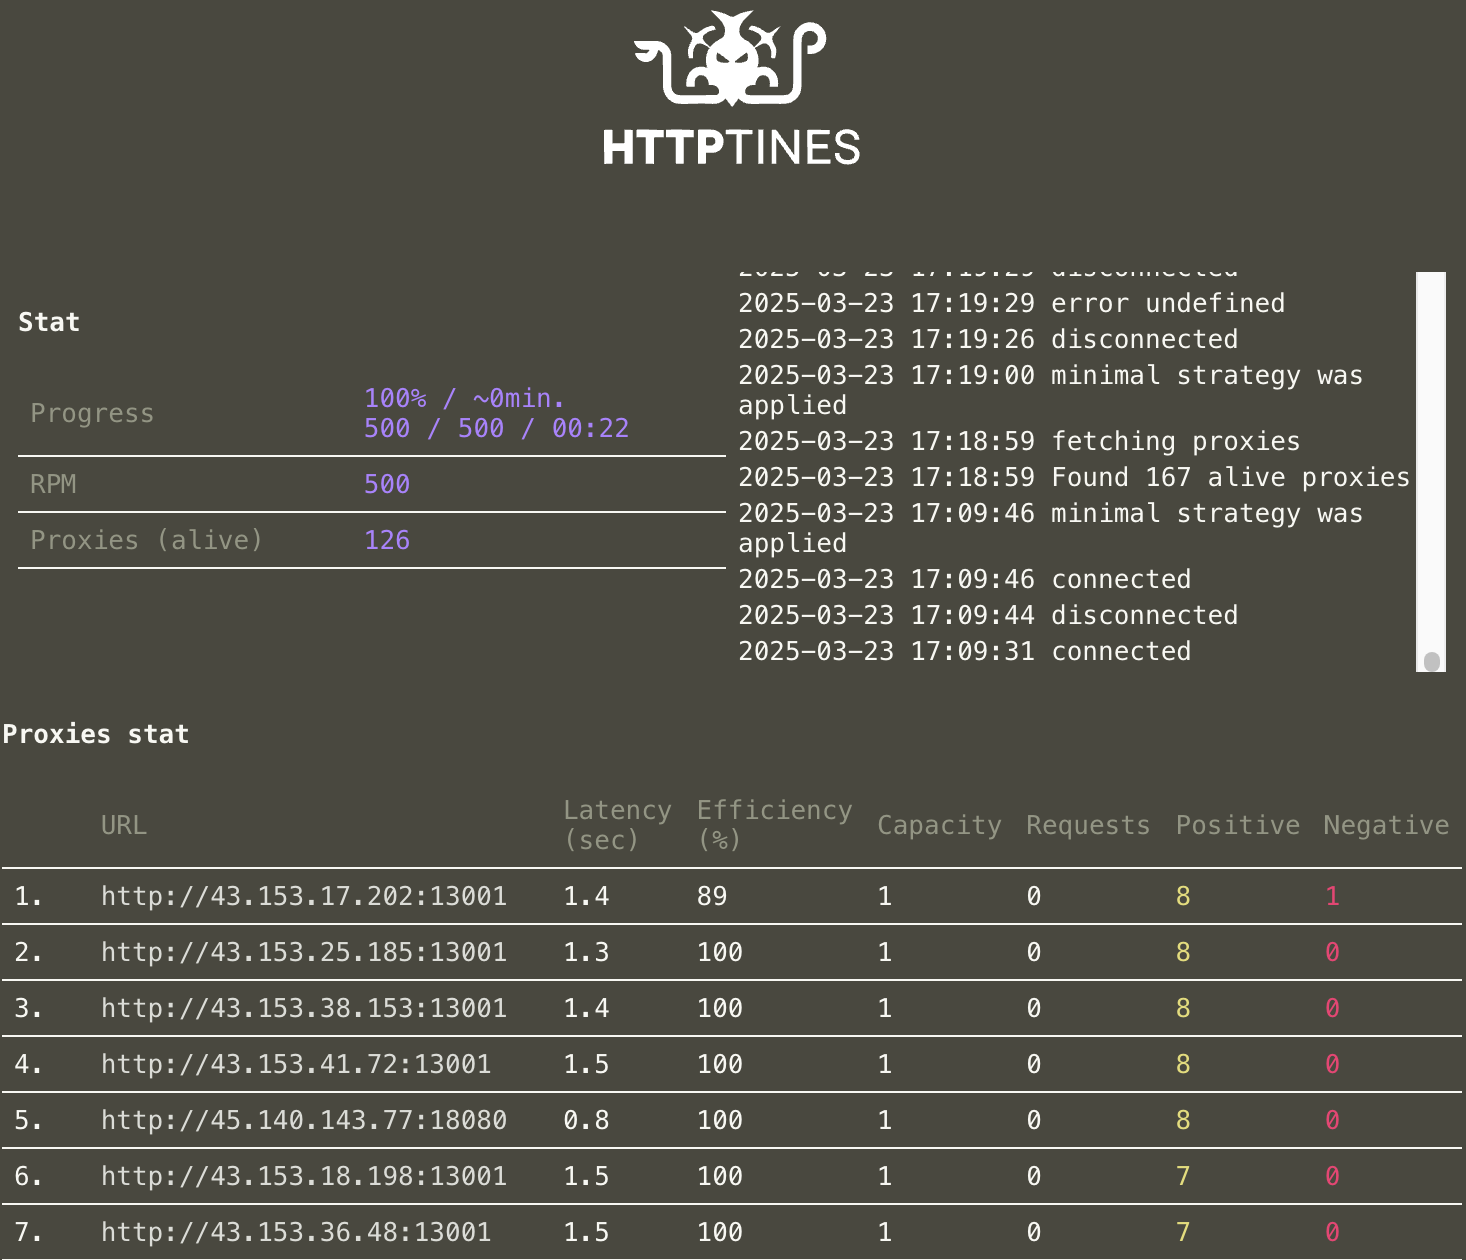 HTTPTINES
Stat
Progress
100% / ~0min.
500 / 500 / 00:22
RPM 500
Proxies (alive) 126
2025-03-23 17:19:29 disconnected
2025-03-23 17:19:29 error undefined
2025-03-23 17:19:26 disconnected
2025-03-23 17:19:00 minimal strategy was
applied
2025-03-23 17:18:59 fetching proxies
2025-03-23 17:18:59 Found 167 alive proxies
2025-03-23 17:09:46 minimal strategy was
applied
2025-03-23 17:09:46 connected
2025-03-23 17:09:44 disconnected
2025-03-23 17:09:31 connected
Proxies stat
URL Latency (sec) Efficiency (%) Capacity Requests Positive Negative
1. http://43.153.17.202:13001 1.4 89 1 0 8 1
2. http://43.153.25.185:13001 1.3 100 1 0 8 0
3. http://43.153.38.153:13001 1.4 100 1 0 8 0
4. http://43.153.41.72:13001 1.5 100 1 0 8 0
5. http://45.140.143.77:18080 0.8 100 1 0 8 0
6. http://43.153.18.198:13001 1.5 100 1 0 7 0
7. http://43.153.36.48:13001 1.5 100 1 0 7 0